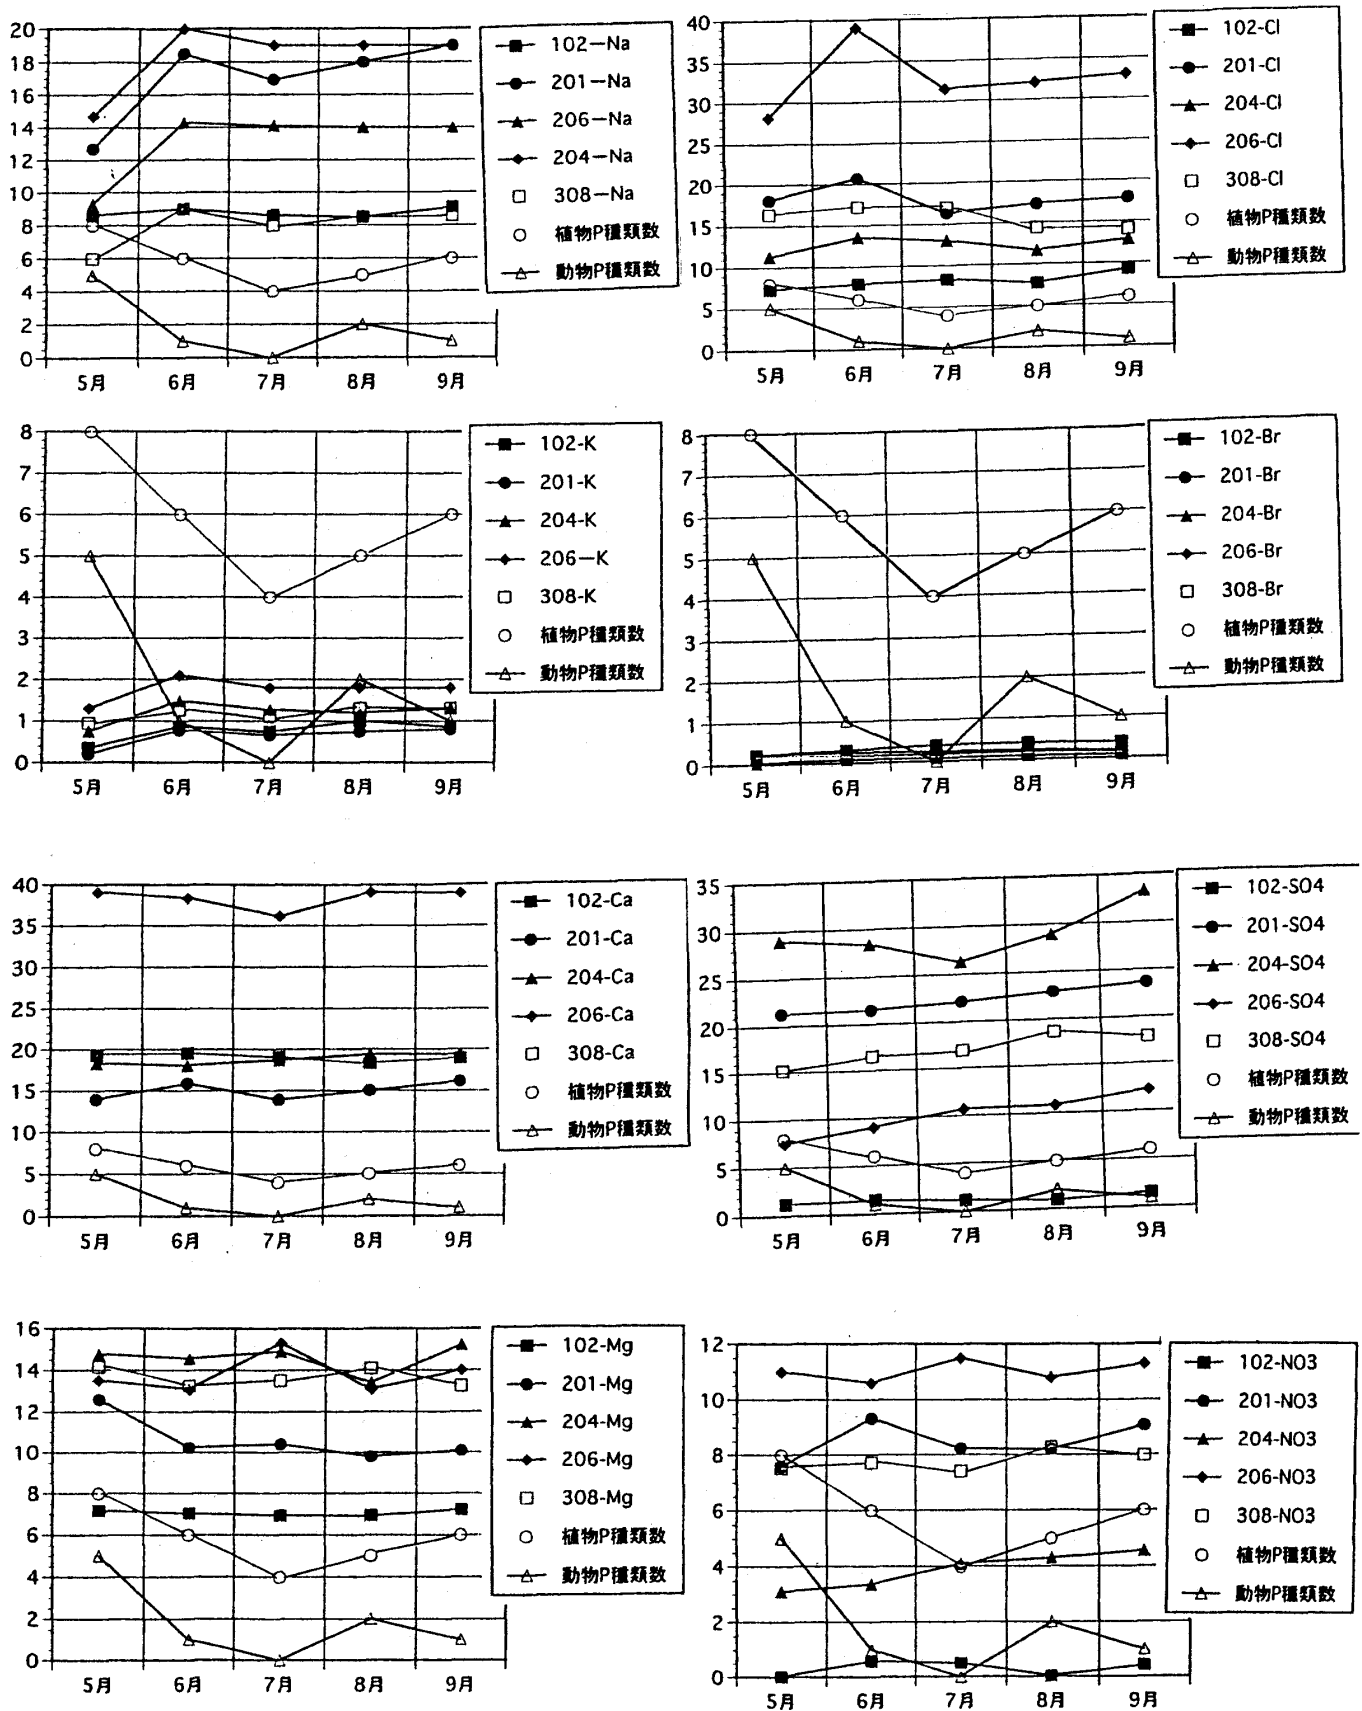 20
18
16
14
12
10
8
6
4
2
0
5月 6月 7月 8月 9月
102—Na
201—Na
206—Na
204—Na
308—Na
植物P種類数
動物P種類数
40
35
30
25
20
15
10
5
0
5月 6月 7月 8月 9月
102-Cl
201-Cl
204-Cl
206-Cl
308-Cl
植物P種類数
動物P種類数
8
7
6
5
4
3
2
1
0
5月 6月 7月 8月 9月
102-K
201-K
204-K
206—K
308-K
植物P種類数
動物P種類数
8
7
6
5
4
3
2
1
0
5月 6月 7月 8月 9月
102-Br
201-Br
204-Br
206-Br
308-Br
植物P種類数
動物P種類数
40
35
30
25
20
15
10
5
0
5月 6月 7月 8月 9月
102-Ca
201-Ca
204-Ca
206-Ca
308-Ca
植物P種類数
動物P種類数
35
30
25
20
15
10
5
0
5月 6月 7月 8月 9月
102-SO4
201-SO4
204-SO4
206-SO4
308-SO4
植物P種類数
動物P種類数
16
14
12
10
8
6
4
2
0
5月 6月 7月 8月 9月
102-Mg
201-Mg
204-Mg
206-Mg
308-Mg
植物P種類数
動物P種類数
12
10
8
6
4
2
0
5月 6月 7月 8月 9月
102-NO3
201-NO3
204-NO3
206-NO3
308-NO3
植物P種類数
動物P種類数